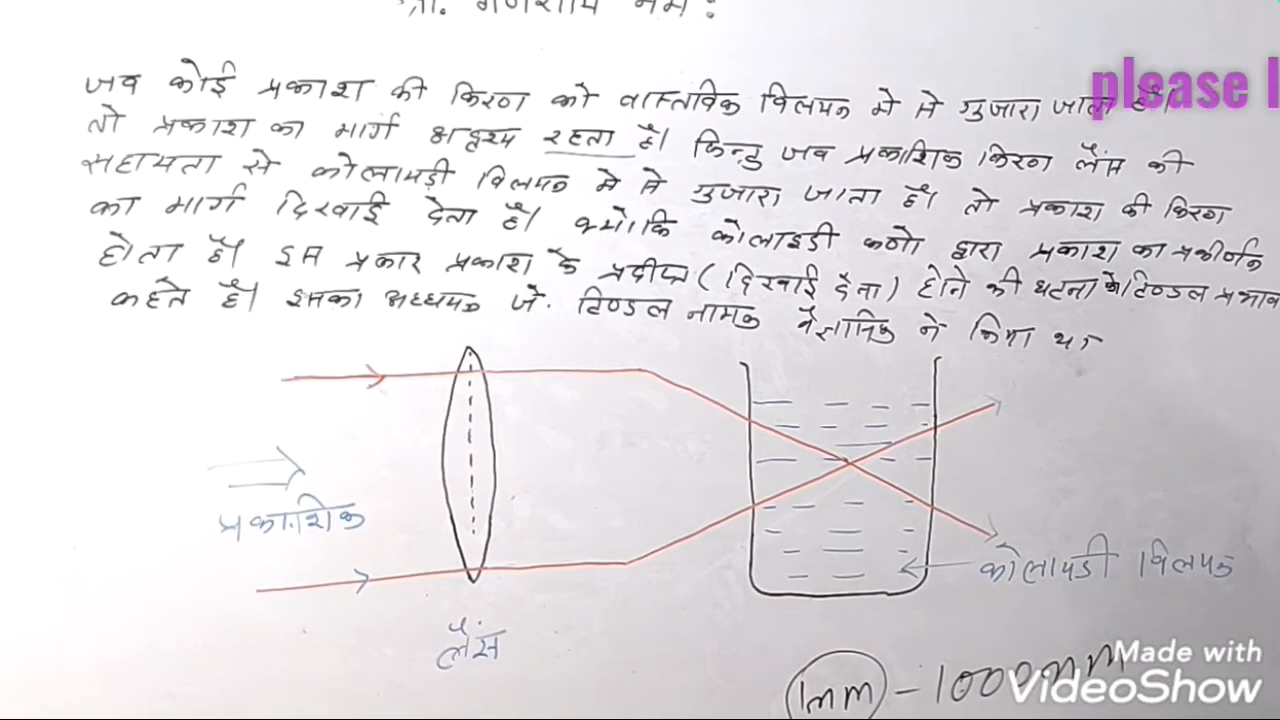 श्री. गणेशाय नमः
please l
जब कोई प्रकाश की किरण को वास्तविक विलयन मे से गुजारा जाता है।
तो प्रकाश का मार्ग अदृश्य रहता है। किन्तु जब प्रकाशिक किरण लैंस की
सहायता से कोलायड़ी विलयन मे से गुजारा जाता है। तो प्रकाश की किरण
का मार्ग दिखाई देता है। क्योकि कोलाइडी कणो द्वारा प्रकाश का प्रकीर्णन
होता है। इस प्रकार प्रकाश के प्रदीप्त (दिखाई देना) होने की घटना को टिण्डल प्रभाव
कहते है। इसका अध्ययन जे. टिण्डल नामक वैज्ञानिक ने किया था
प्रकाशिक
कोलायडी विलयन
लैंस
1mm - 1000nm
Made with
VideoShow